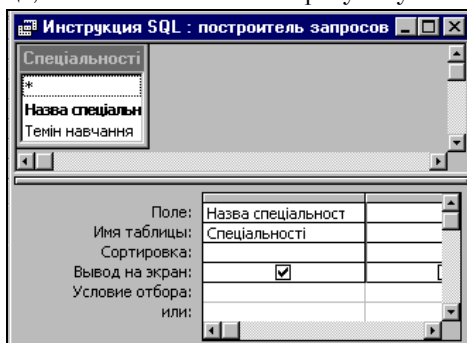 Инструкция SQL : построитель запросов
Спеціальності
*
Назва спеціальн
Темін навчання
Поле: Назва спеціальност
Имя таблицы: Спеціальності
Сортировка:
Вывод на экран:
Условие отбора:
или: